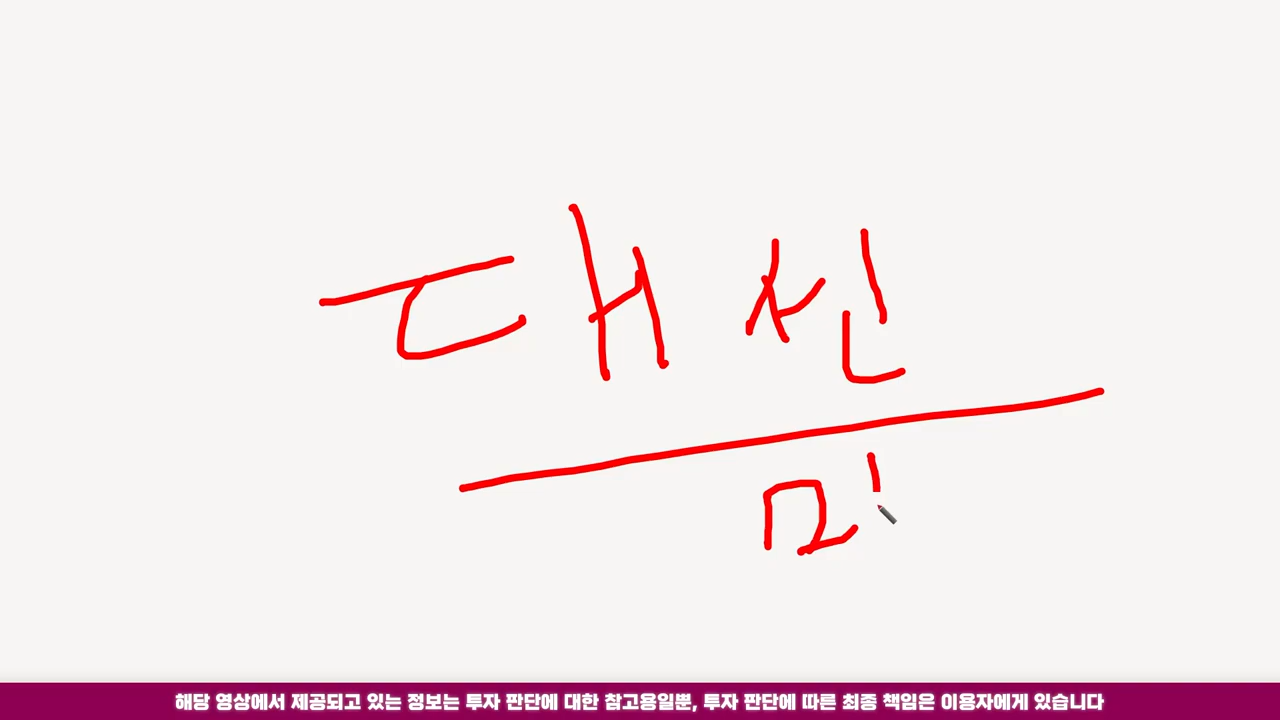 대신
해당 영상에서 제공되고 있는 정보는 투자 판단에 대한 참고용일뿐, 투자 판단에 따른 최종 책임은 이용자에게 있습니다